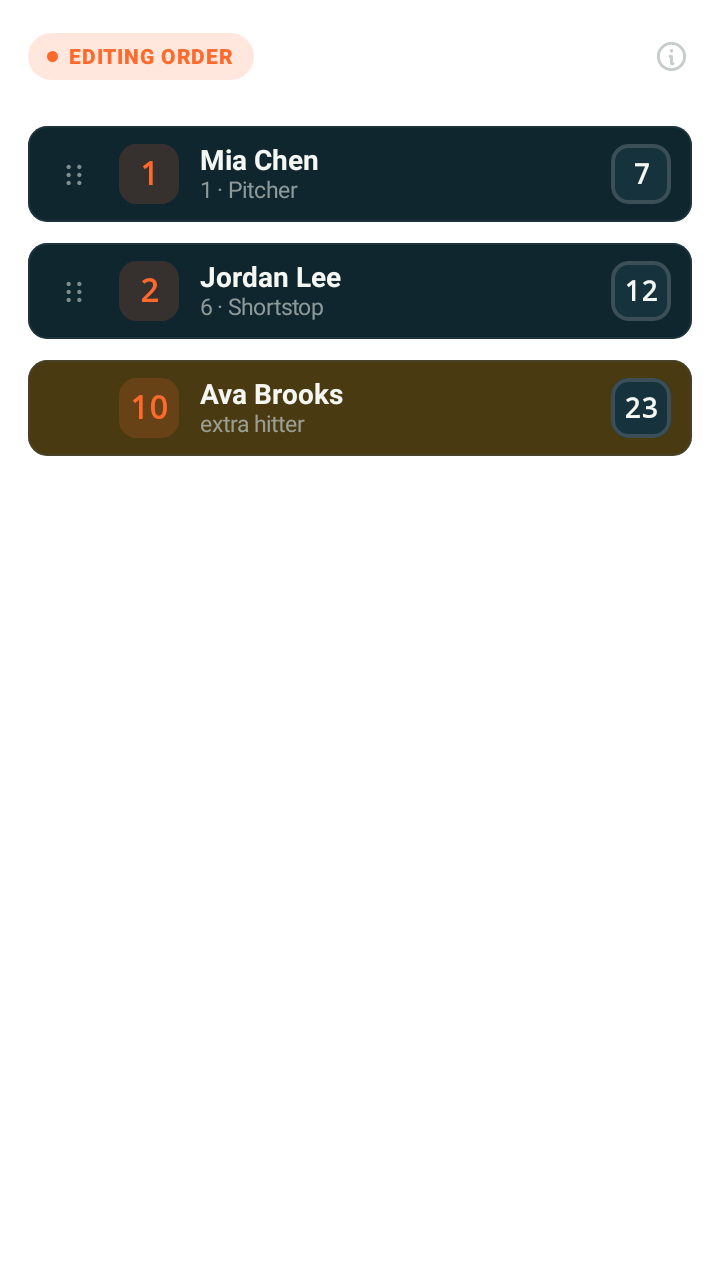 EDITING ORDER
1
Mia Chen
1 · Pitcher
7
2
Jordan Lee
6 · Shortstop
12
10
Ava Brooks
extra hitter
23